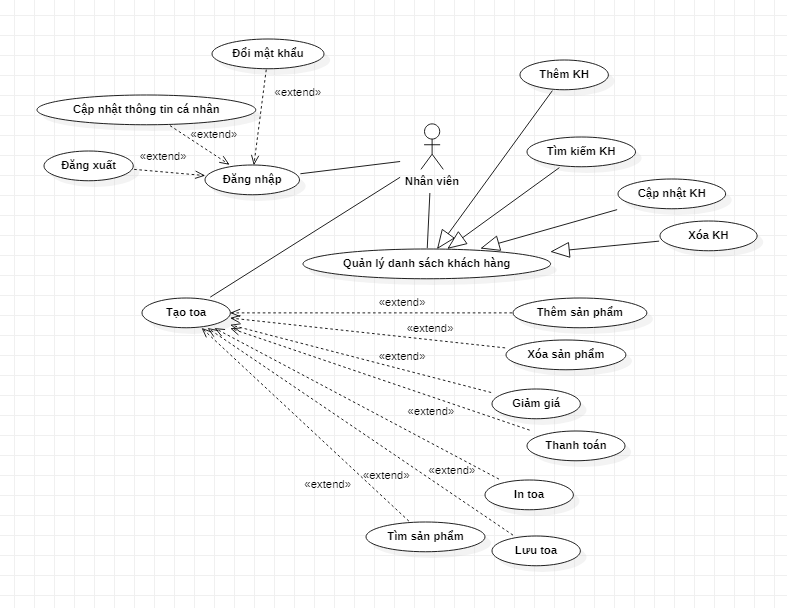 Đổi mật khẩu
«extend»
Cập nhật thông tin cá nhân
«extend»
Đăng xuất
«extend»
Đăng nhập
Nhân viên
Thêm KH
Tìm kiếm KH
Cập nhật KH
Xóa KH
Quản lý danh sách khách hàng
Tạo toa
«extend»
Thêm sản phẩm
«extend»
Xóa sản phẩm
«extend»
Giảm giá
«extend»
Thanh toán
«extend»
In toa
«extend»
«extend»
Tìm sản phẩm
Lưu toa